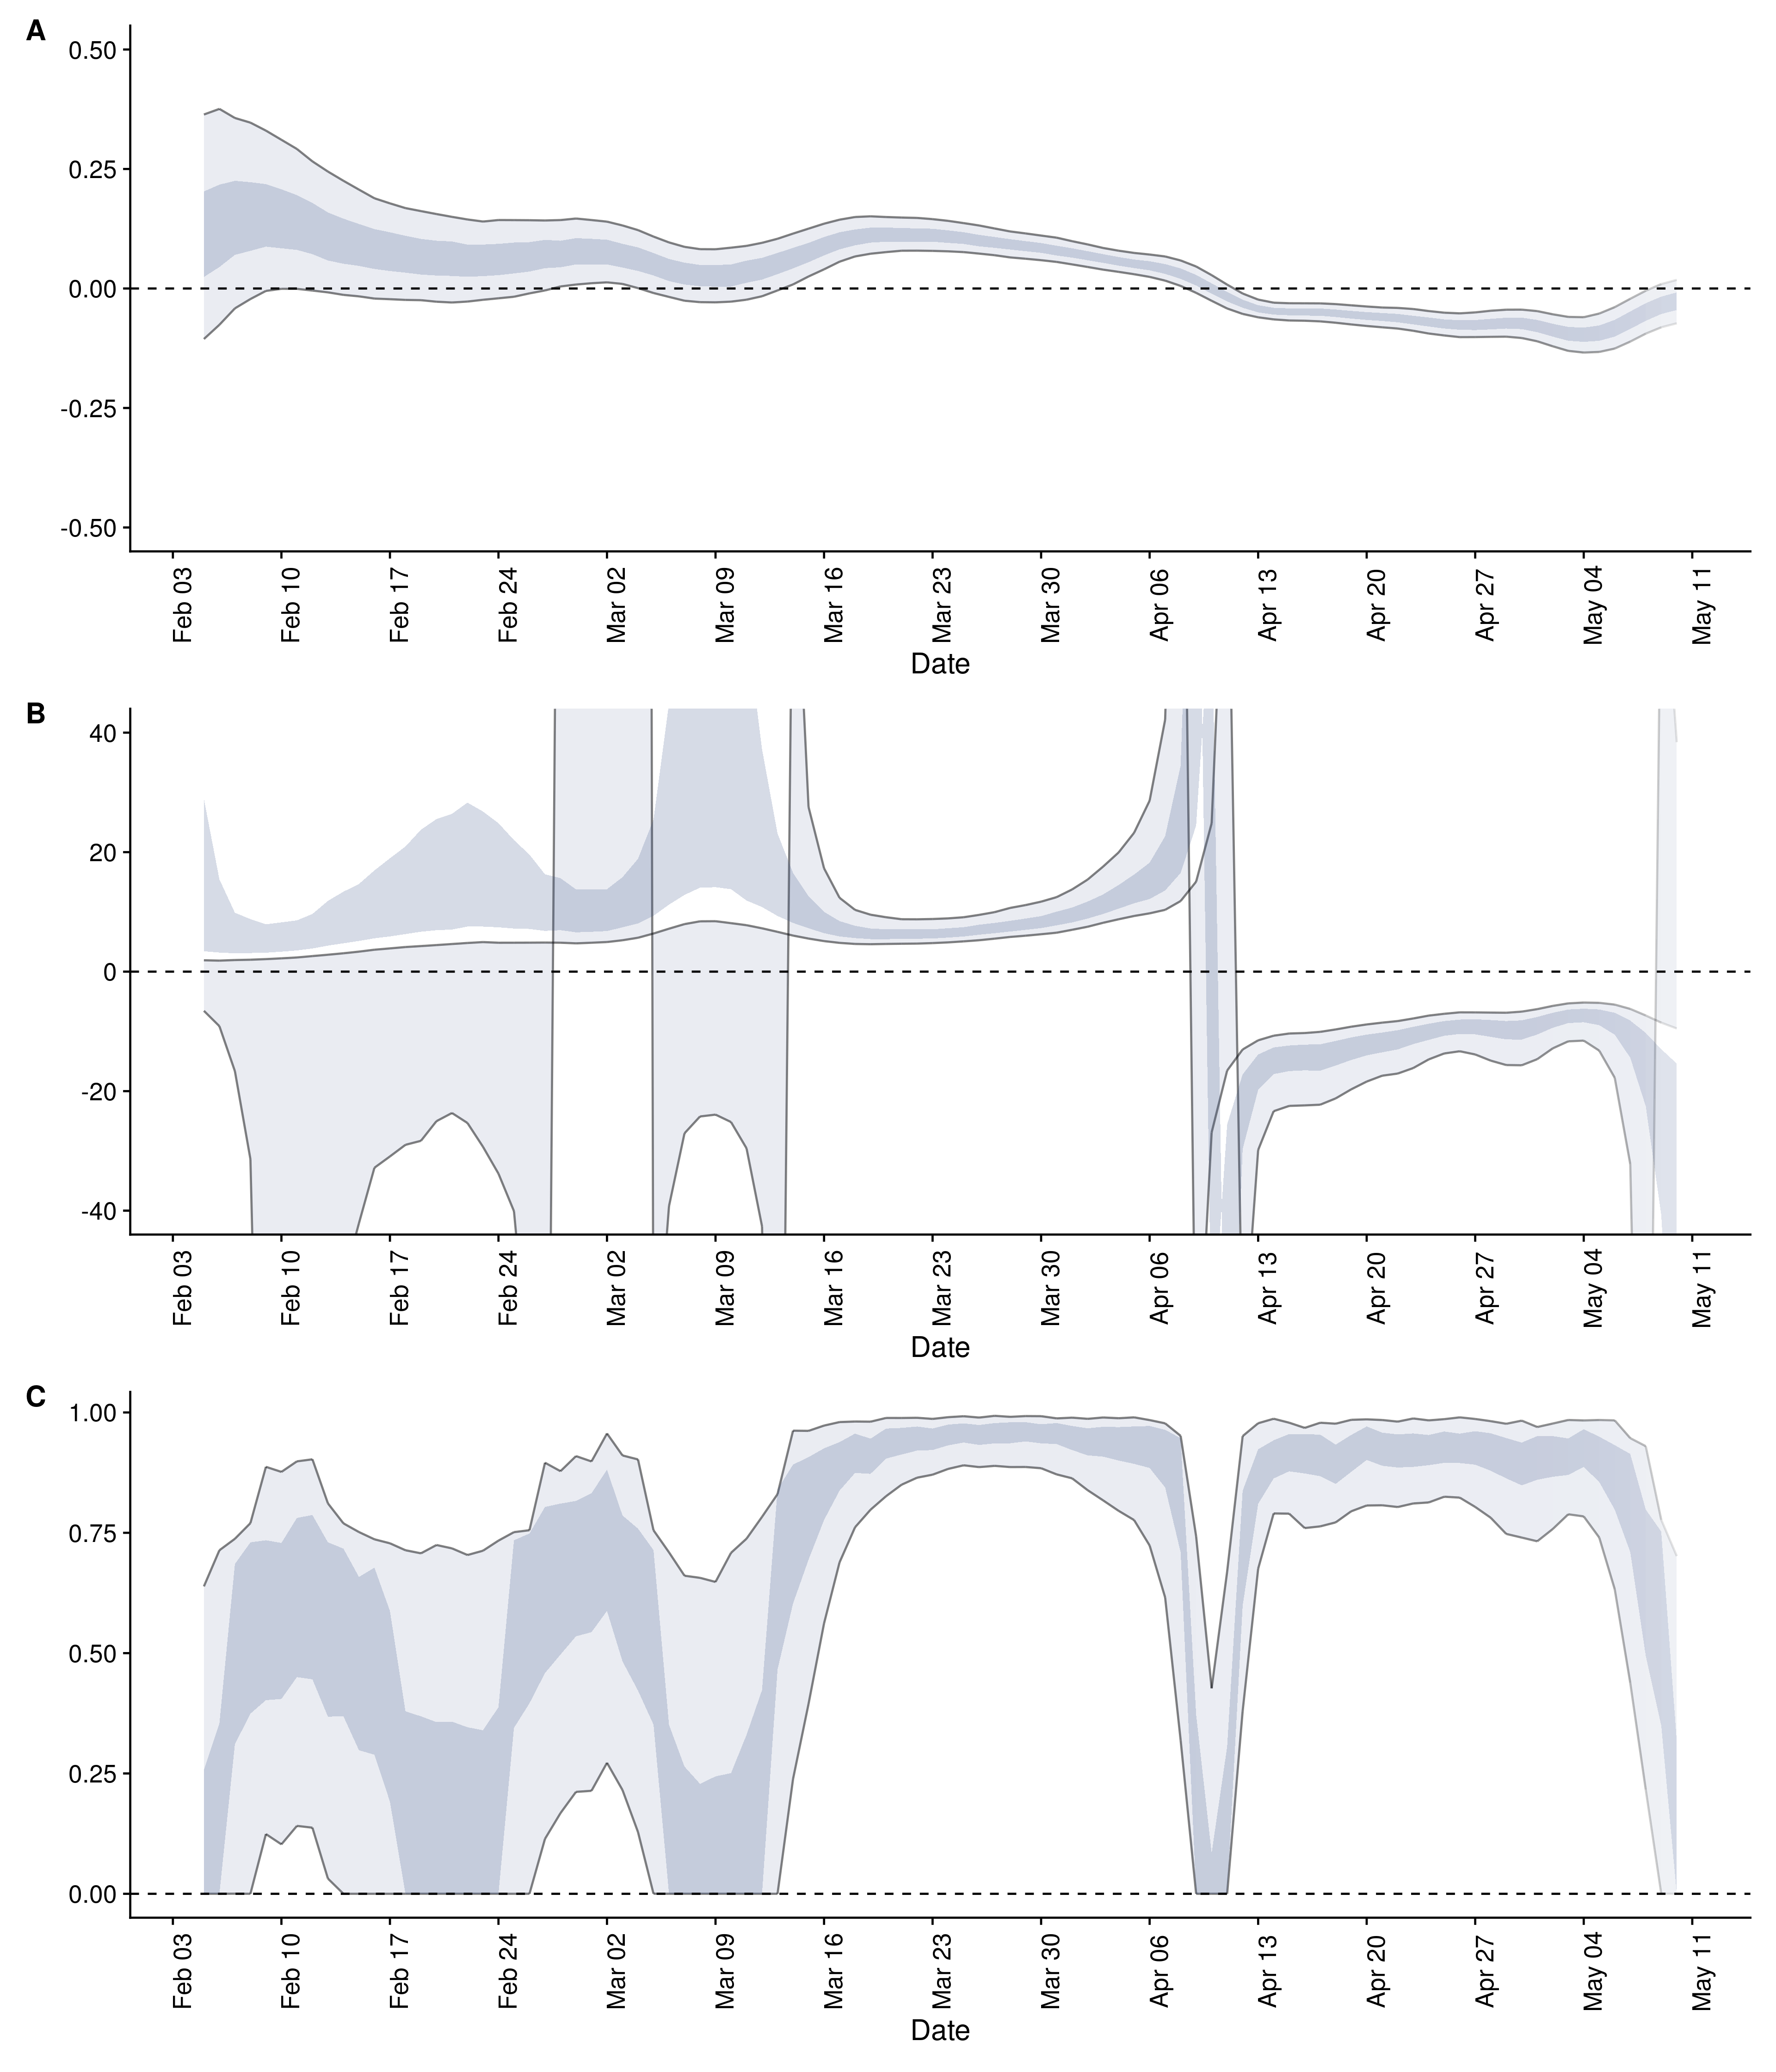 A
0.50
0.25
0.00
-0.25
-0.50
Feb 03
Feb 10
Feb 17
Feb 24
Mar 02
Mar 09
Mar 16
Mar 23
Mar 30
Apr 06
Apr 13
Apr 20
Apr 27
May 04
May 11
Date
B
40
20
0
-20
-40
Feb 03
Feb 10
Feb 17
Feb 24
Mar 02
Mar 09
Mar 16
Mar 23
Mar 30
Apr 06
Apr 13
Apr 20
Apr 27
May 04
May 11
Date
C
1.00
0.75
0.50
0.25
0.00
Feb 03
Feb 10
Feb 17
Feb 24
Mar 02
Mar 09
Mar 16
Mar 23
Mar 30
Apr 06
Apr 13
Apr 20
Apr 27
May 04
May 11
Date